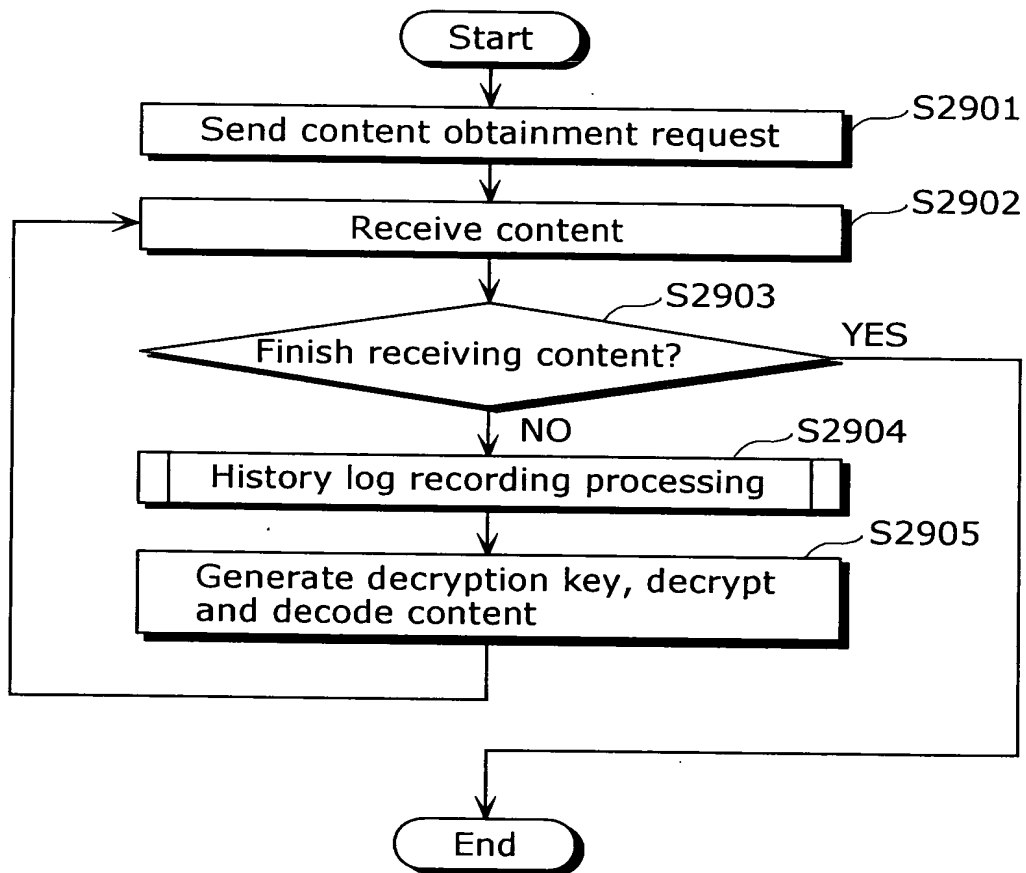 Start
Send content obtainment request
S2901
Receive content
S2902
S2903
Finish receiving content?
YES
NO
S2904
History log recording processing
S2905
Generate decryption key, decrypt
and decode content
End